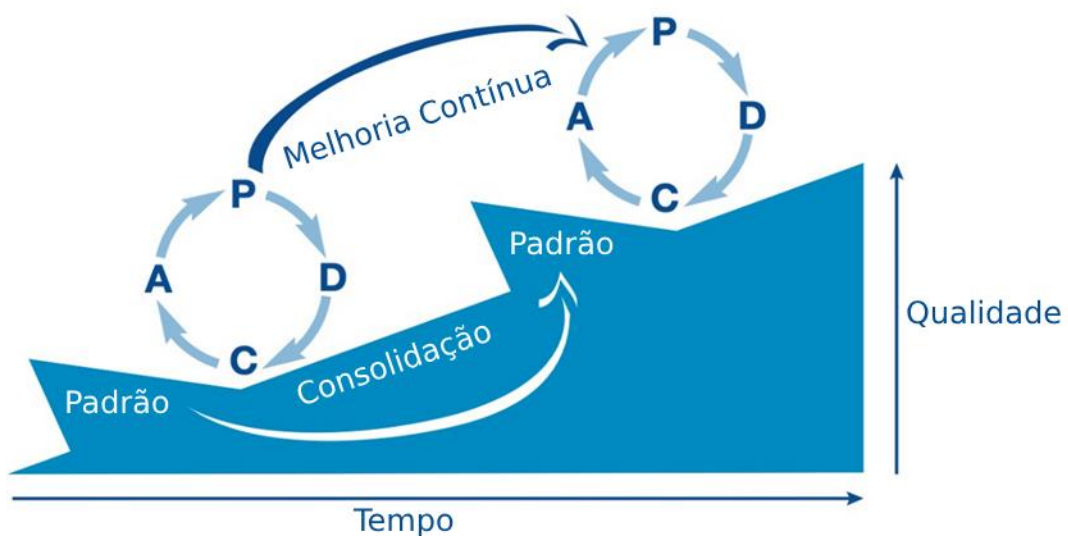 P
A
D
C
Melhoria Contínua
P
A
D
C
Padrão
Padrão
Consolidação
Qualidade
Tempo